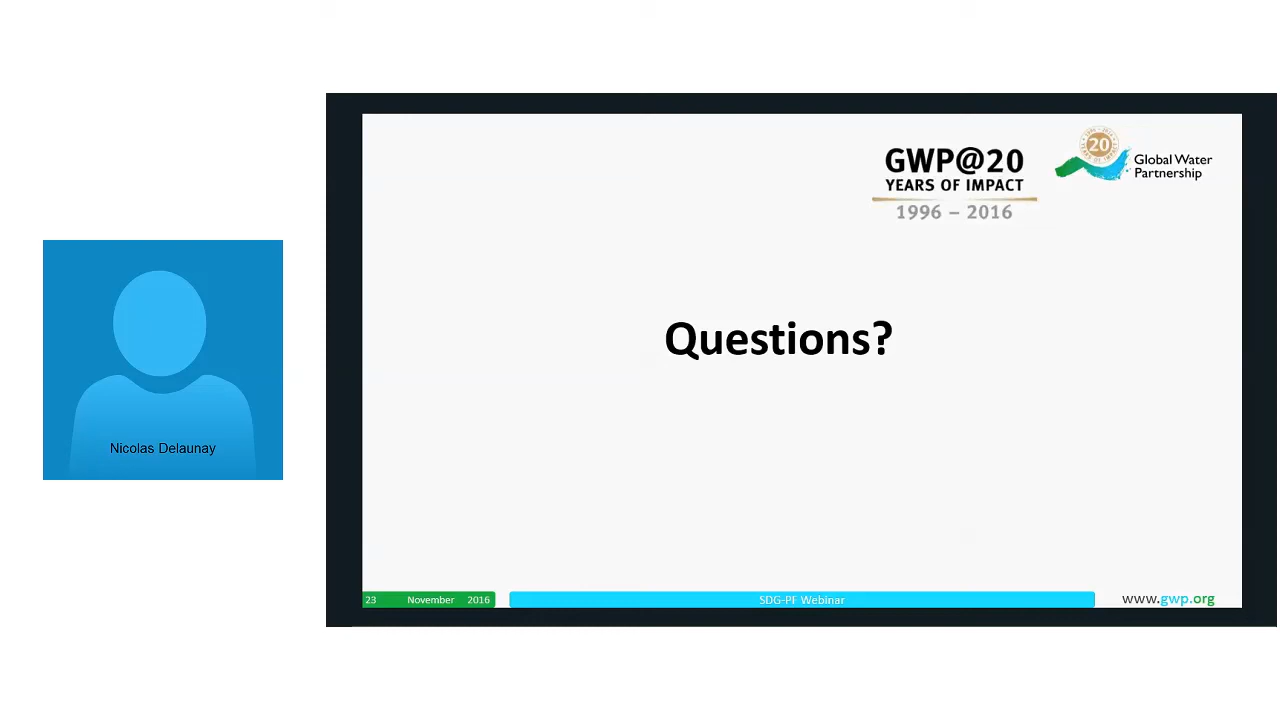 GWP@20
YEARS OF IMPACT
1996 – 2016
20
Global Water
Partnership
Questions?
Nicolas Delaunay
23 November 2016
SDG-PF Webinar
www.gwp.org